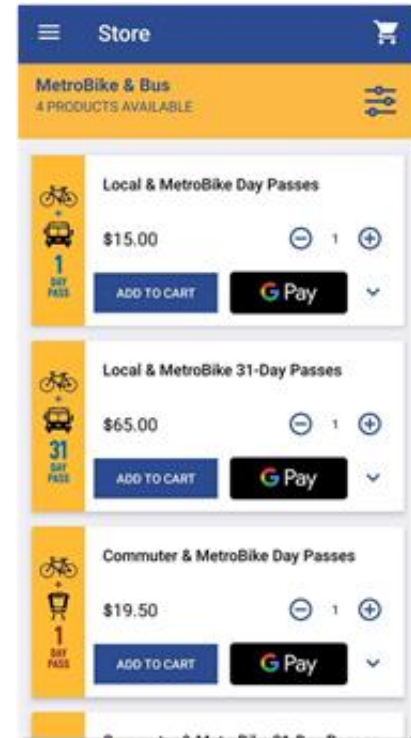 Store
MetroBike & Bus
4 PRODUCTS AVAILABLE
Local & MetroBike Day Passes
$15.00
1
1
DAY
PASS
ADD TO CART
G Pay
Local & MetroBike 31-Day Passes
$65.00
1
31
DAY
PASS
ADD TO CART
G Pay
Commuter & MetroBike Day Passes
$19.50
1
1
DAY
PASS
ADD TO CART
G Pay